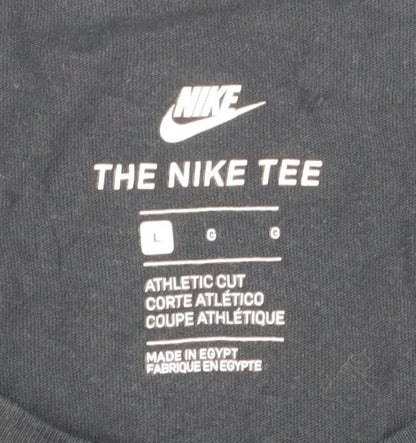 NIKE
THE NIKE TEE
L G G
ATHLETIC CUT
CORTE ATLÉTICO
COUPE ATHLÉTIQUE
MADE IN EGYPT
FABRIQUE EN EGYPTE